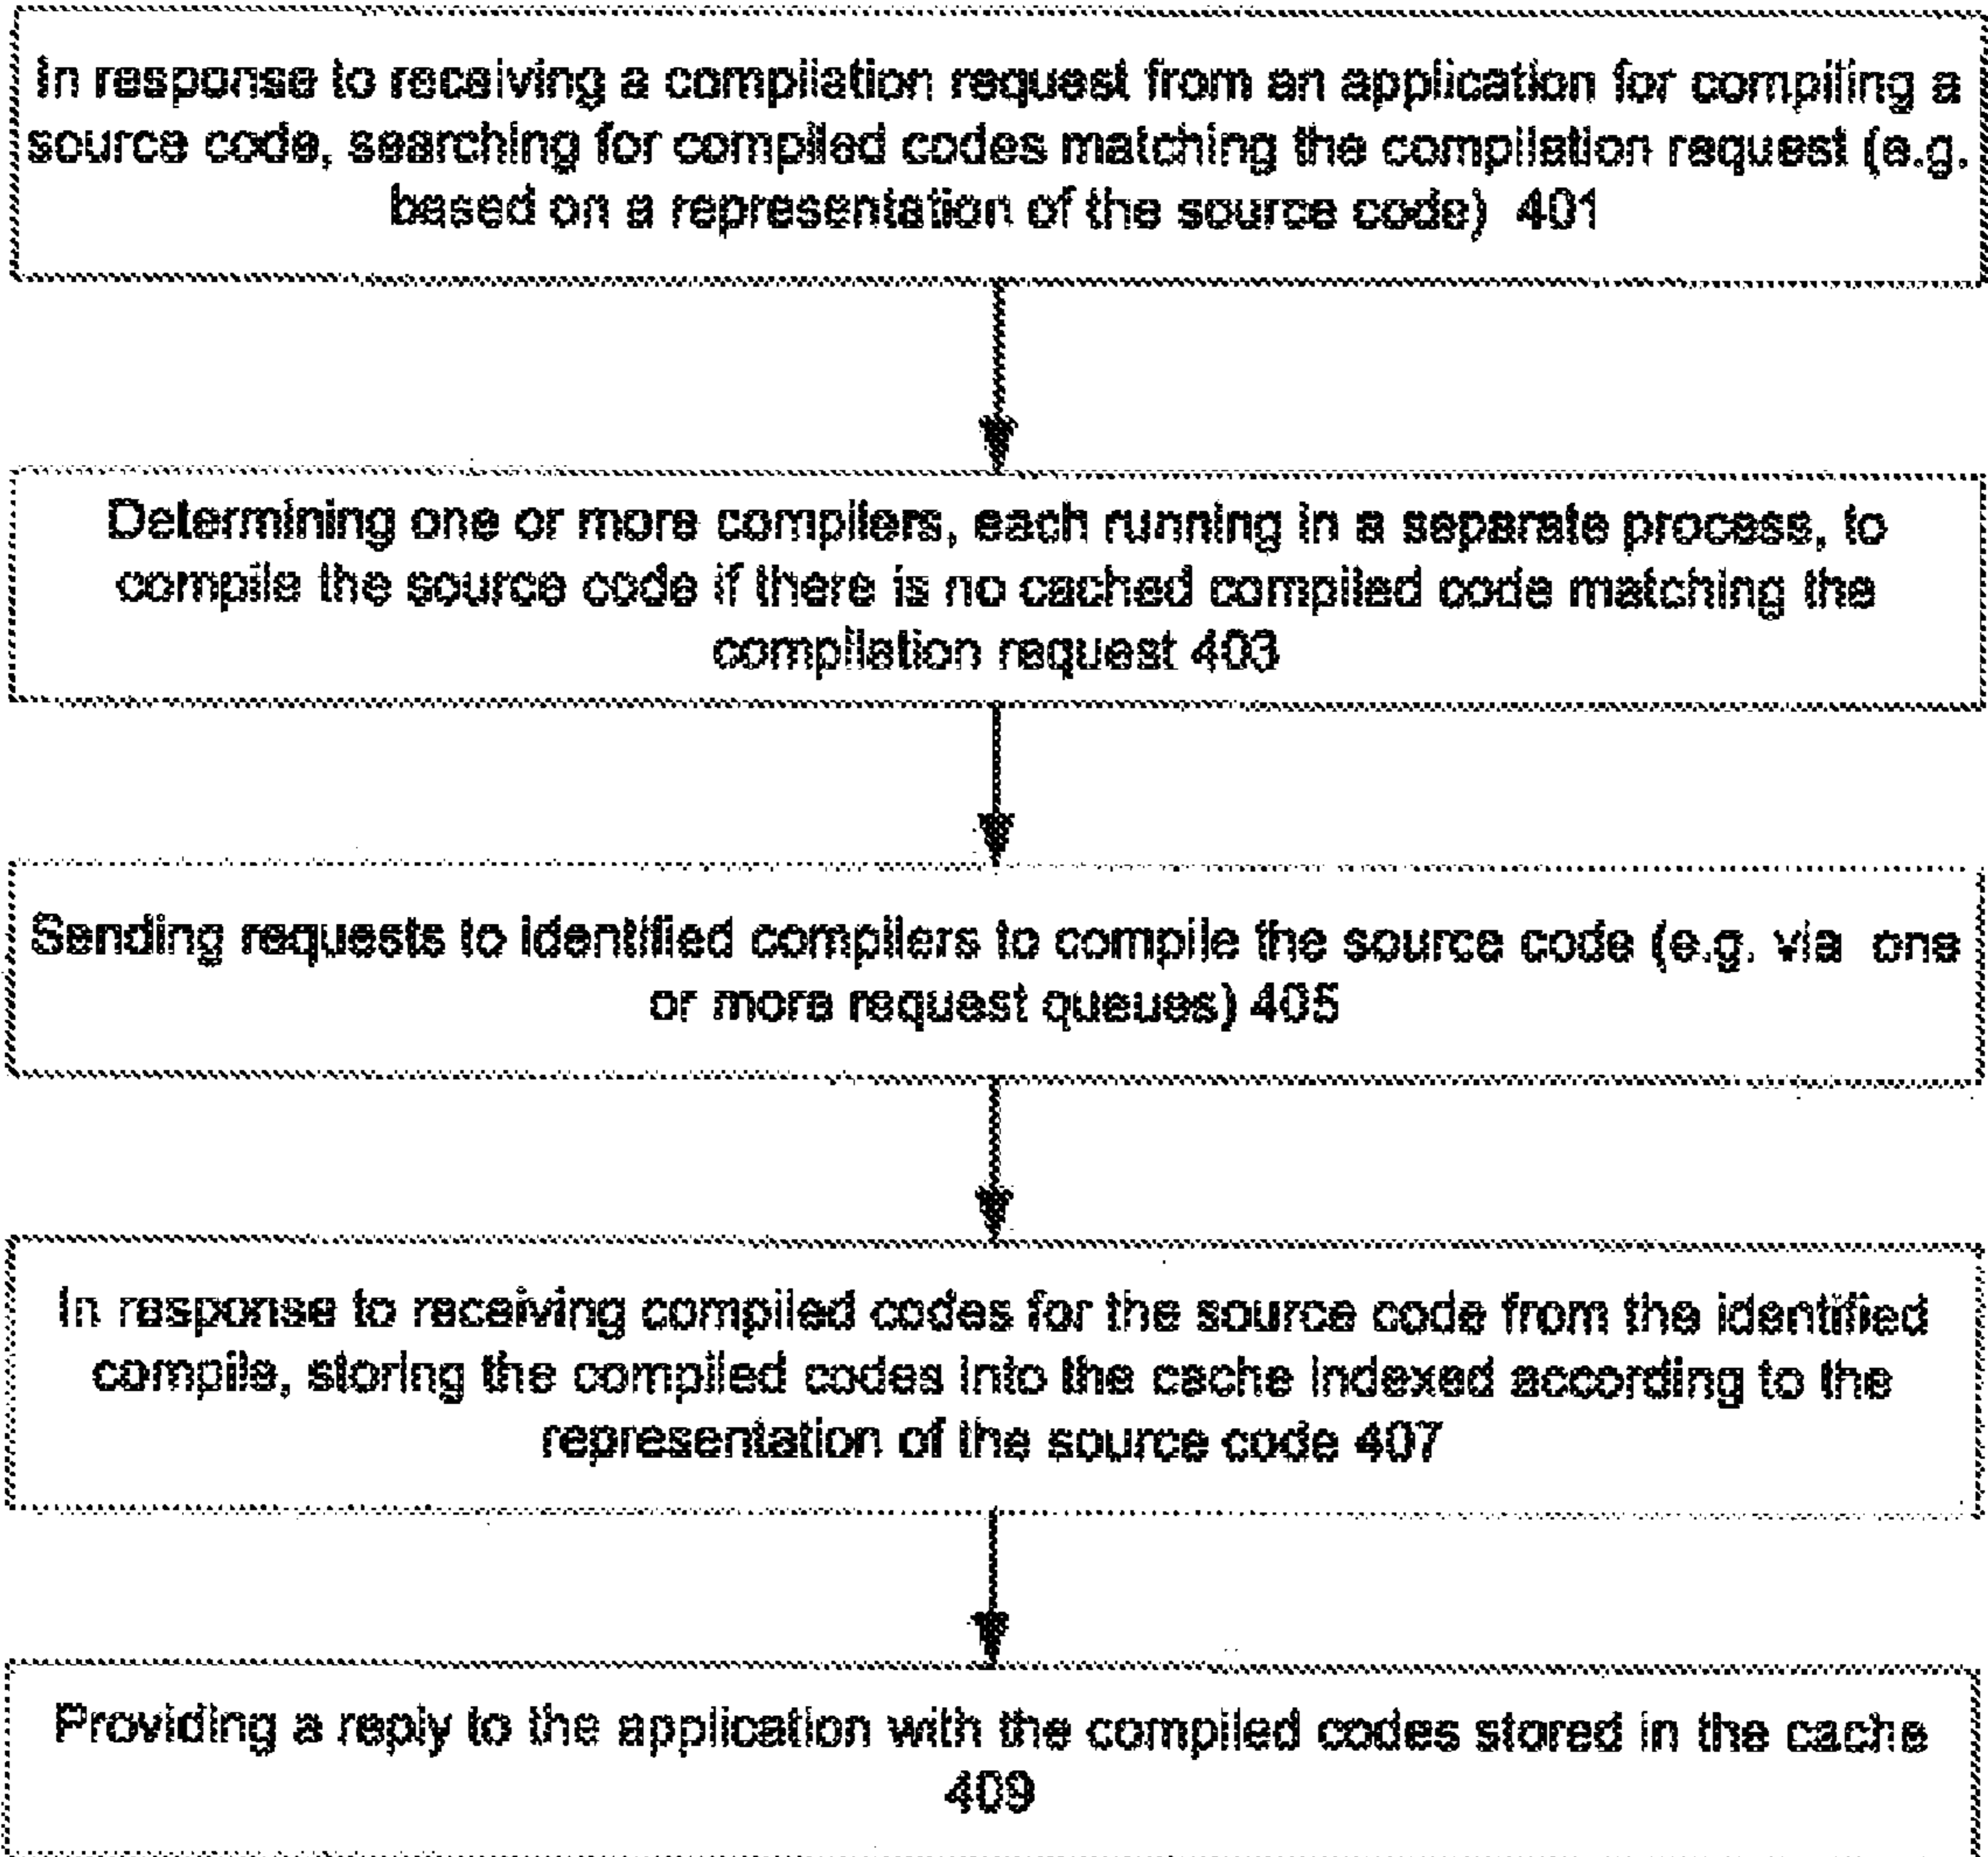 In response to receiving a compilation request from an application for compiling a
source code, searching for compiled codes matching the compilation request (e.g.
based on a representation of the source code) 401
Determining one or more compilers, each running in a separate process, to
compile the source code if there is no cached compiled code matching the
compilation request 403
Sending requests to identified compilers to compile the source code (e.g. via one
or more request queues) 405
In response to receiving compiled codes for the source code from the identified
compile, storing the compiled codes into the cache indexed according to the
representation of the source code 407
Providing a reply to the application with the compiled codes stored in the cache
409